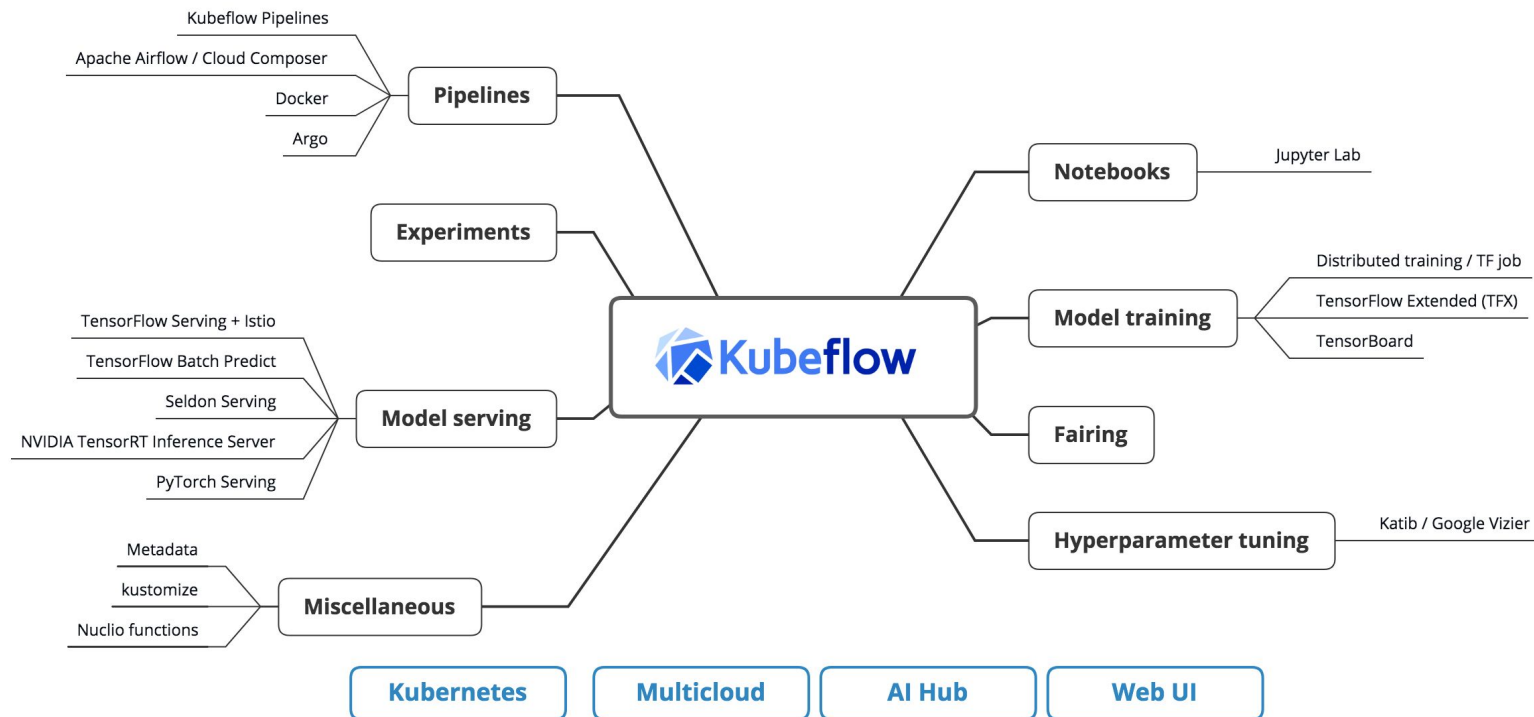 Kubeflow Pipelines
Apache Airflow / Cloud Composer
Docker
Argo
Pipelines
Experiments
TensorFlow Serving + Istio
TensorFlow Batch Predict
Seldon Serving
NVIDIA TensorRT Inference Server
PyTorch Serving
Model serving
Metadata
kustomize
Nuclio functions
Miscellaneous
Kubeflow
Notebooks
Jupyter Lab
Model training
Distributed training / TF job
TensorFlow Extended (TFX)
TensorBoard
Fairing
Hyperparameter tuning
Katib / Google Vizier
Kubernetes
Multicloud
AI Hub
Web UI